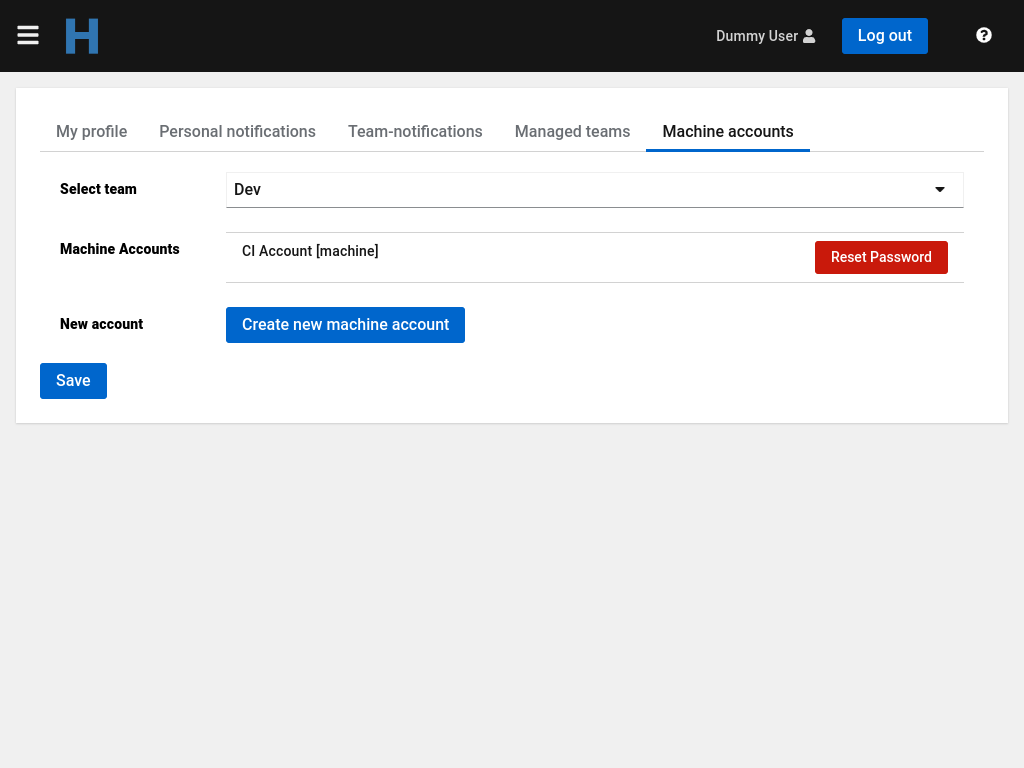 H
Dummy User
Log out
My profile
Personal notifications
Team-notifications
Managed teams
Machine accounts
Select team
Dev
Machine Accounts
CI Account [machine]
Reset Password
New account
Create new machine account
Save